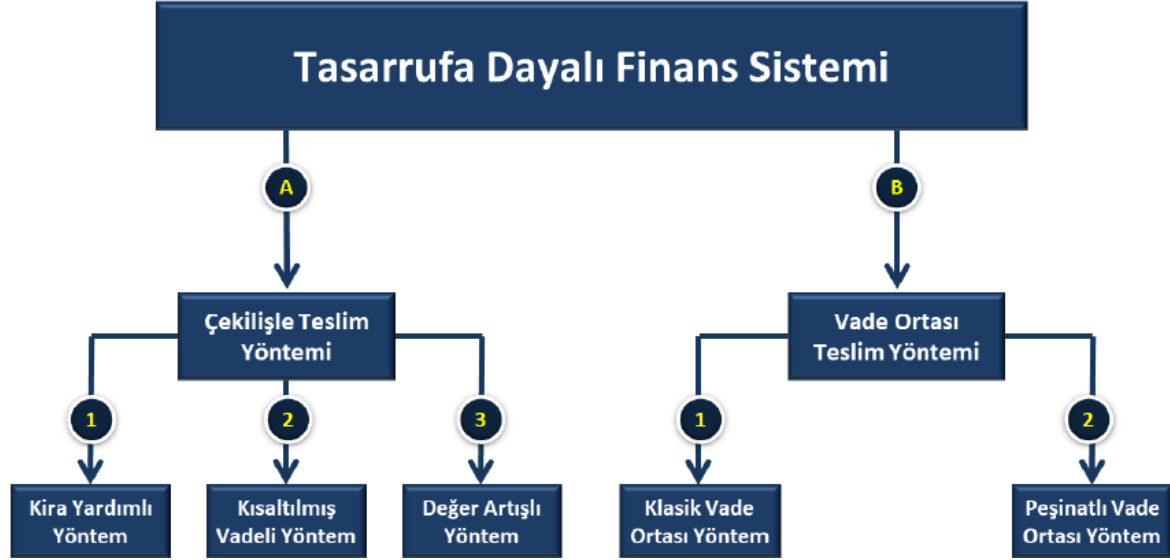 Tasarrufa Dayalı Finans Sistemi
A
B
Çekilişle Teslim
Yöntemi
Vade Ortası
Teslim Yöntemi
1
2
3
1
2
Kira Yardımlı
Yöntem
Kısaltılmış
Vadeli Yöntem
Değer Artışlı
Yöntem
Klasik Vade
Ortası Yöntem
Peşinatlı Vade
Ortası Yöntem